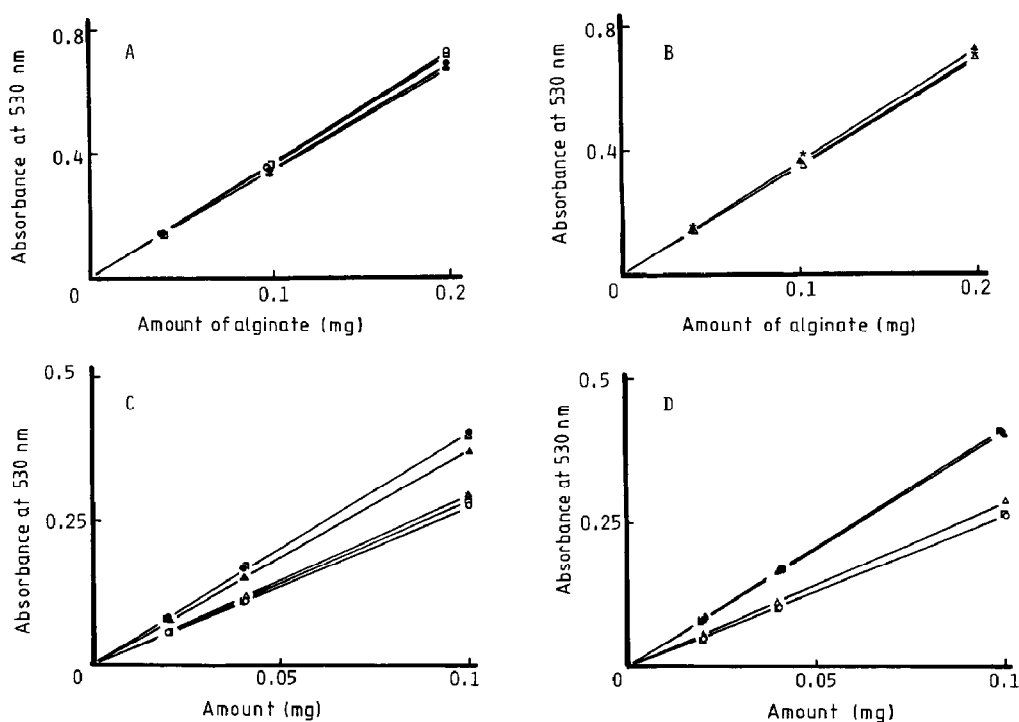 0.8
A
0.4
0
0.1
0.2
Absorbance at 530 nm
Amount of alginate (mg)
0.8
B
0.4
0
0.1
0.2
Absorbance at 530 nm
Amount of alginate (mg)
0.5
C
0.25
0
0.05
0.1
Absorbance at 530 nm
Amount (mg)
0.5
D
0.25
0
0.05
0.1
Absorbance at 530 nm
Amount (mg)